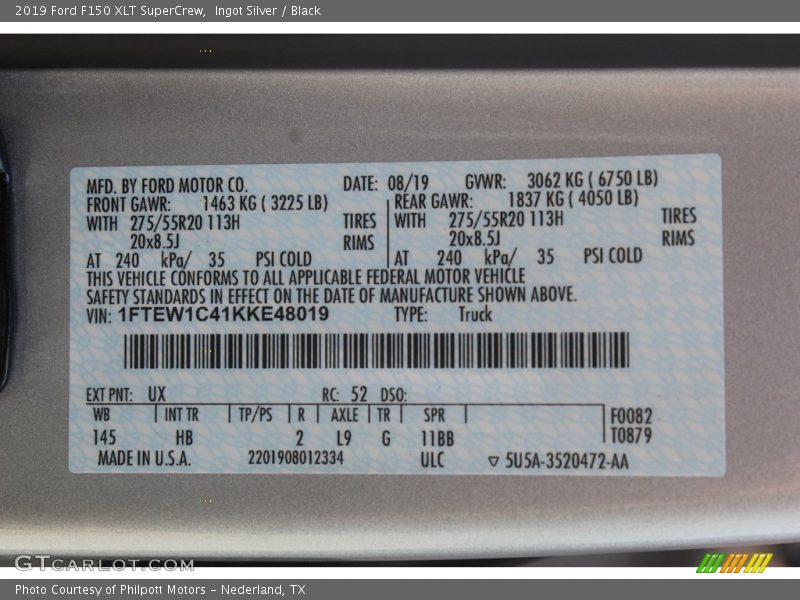 2019 Ford F150 XLT SuperCrew,  Ingot Silver / Black
MFD. BY FORD MOTOR CO. DATE: 08/19 GVWR: 3062 KG ( 6750 LB)
FRONT GAWR: 1463 KG ( 3225 LB) REAR GAWR: 1837 KG ( 4050 LB)
WITH 275/55R20 113H TIRES WITH 275/55R20 113H TIRES
20x8.5J RIMS 20x8.5J RIMS
AT 240 kPa/ 35 PSI COLD AT 240 kPa/ 35 PSI COLD
THIS VEHICLE CONFORMS TO ALL APPLICABLE FEDERAL MOTOR VEHICLE
SAFETY STANDARDS IN EFFECT ON THE DATE OF MANUFACTURE SHOWN ABOVE.
VIN: 1FTEW1C41KKE48019 TYPE: Truck
EXT PNT: UX RC: 52 DSO:
WB INT TR TP/PS R AXLE TR SPR F0082
145 HB 2 L9 G 11BB T0879
MADE IN U.S.A. 2201908012334 ULC ▽ 5U5A-3520472-AA
GTCARLOT.COM
Photo Courtesy of Philpott Motors - Nederland, TX